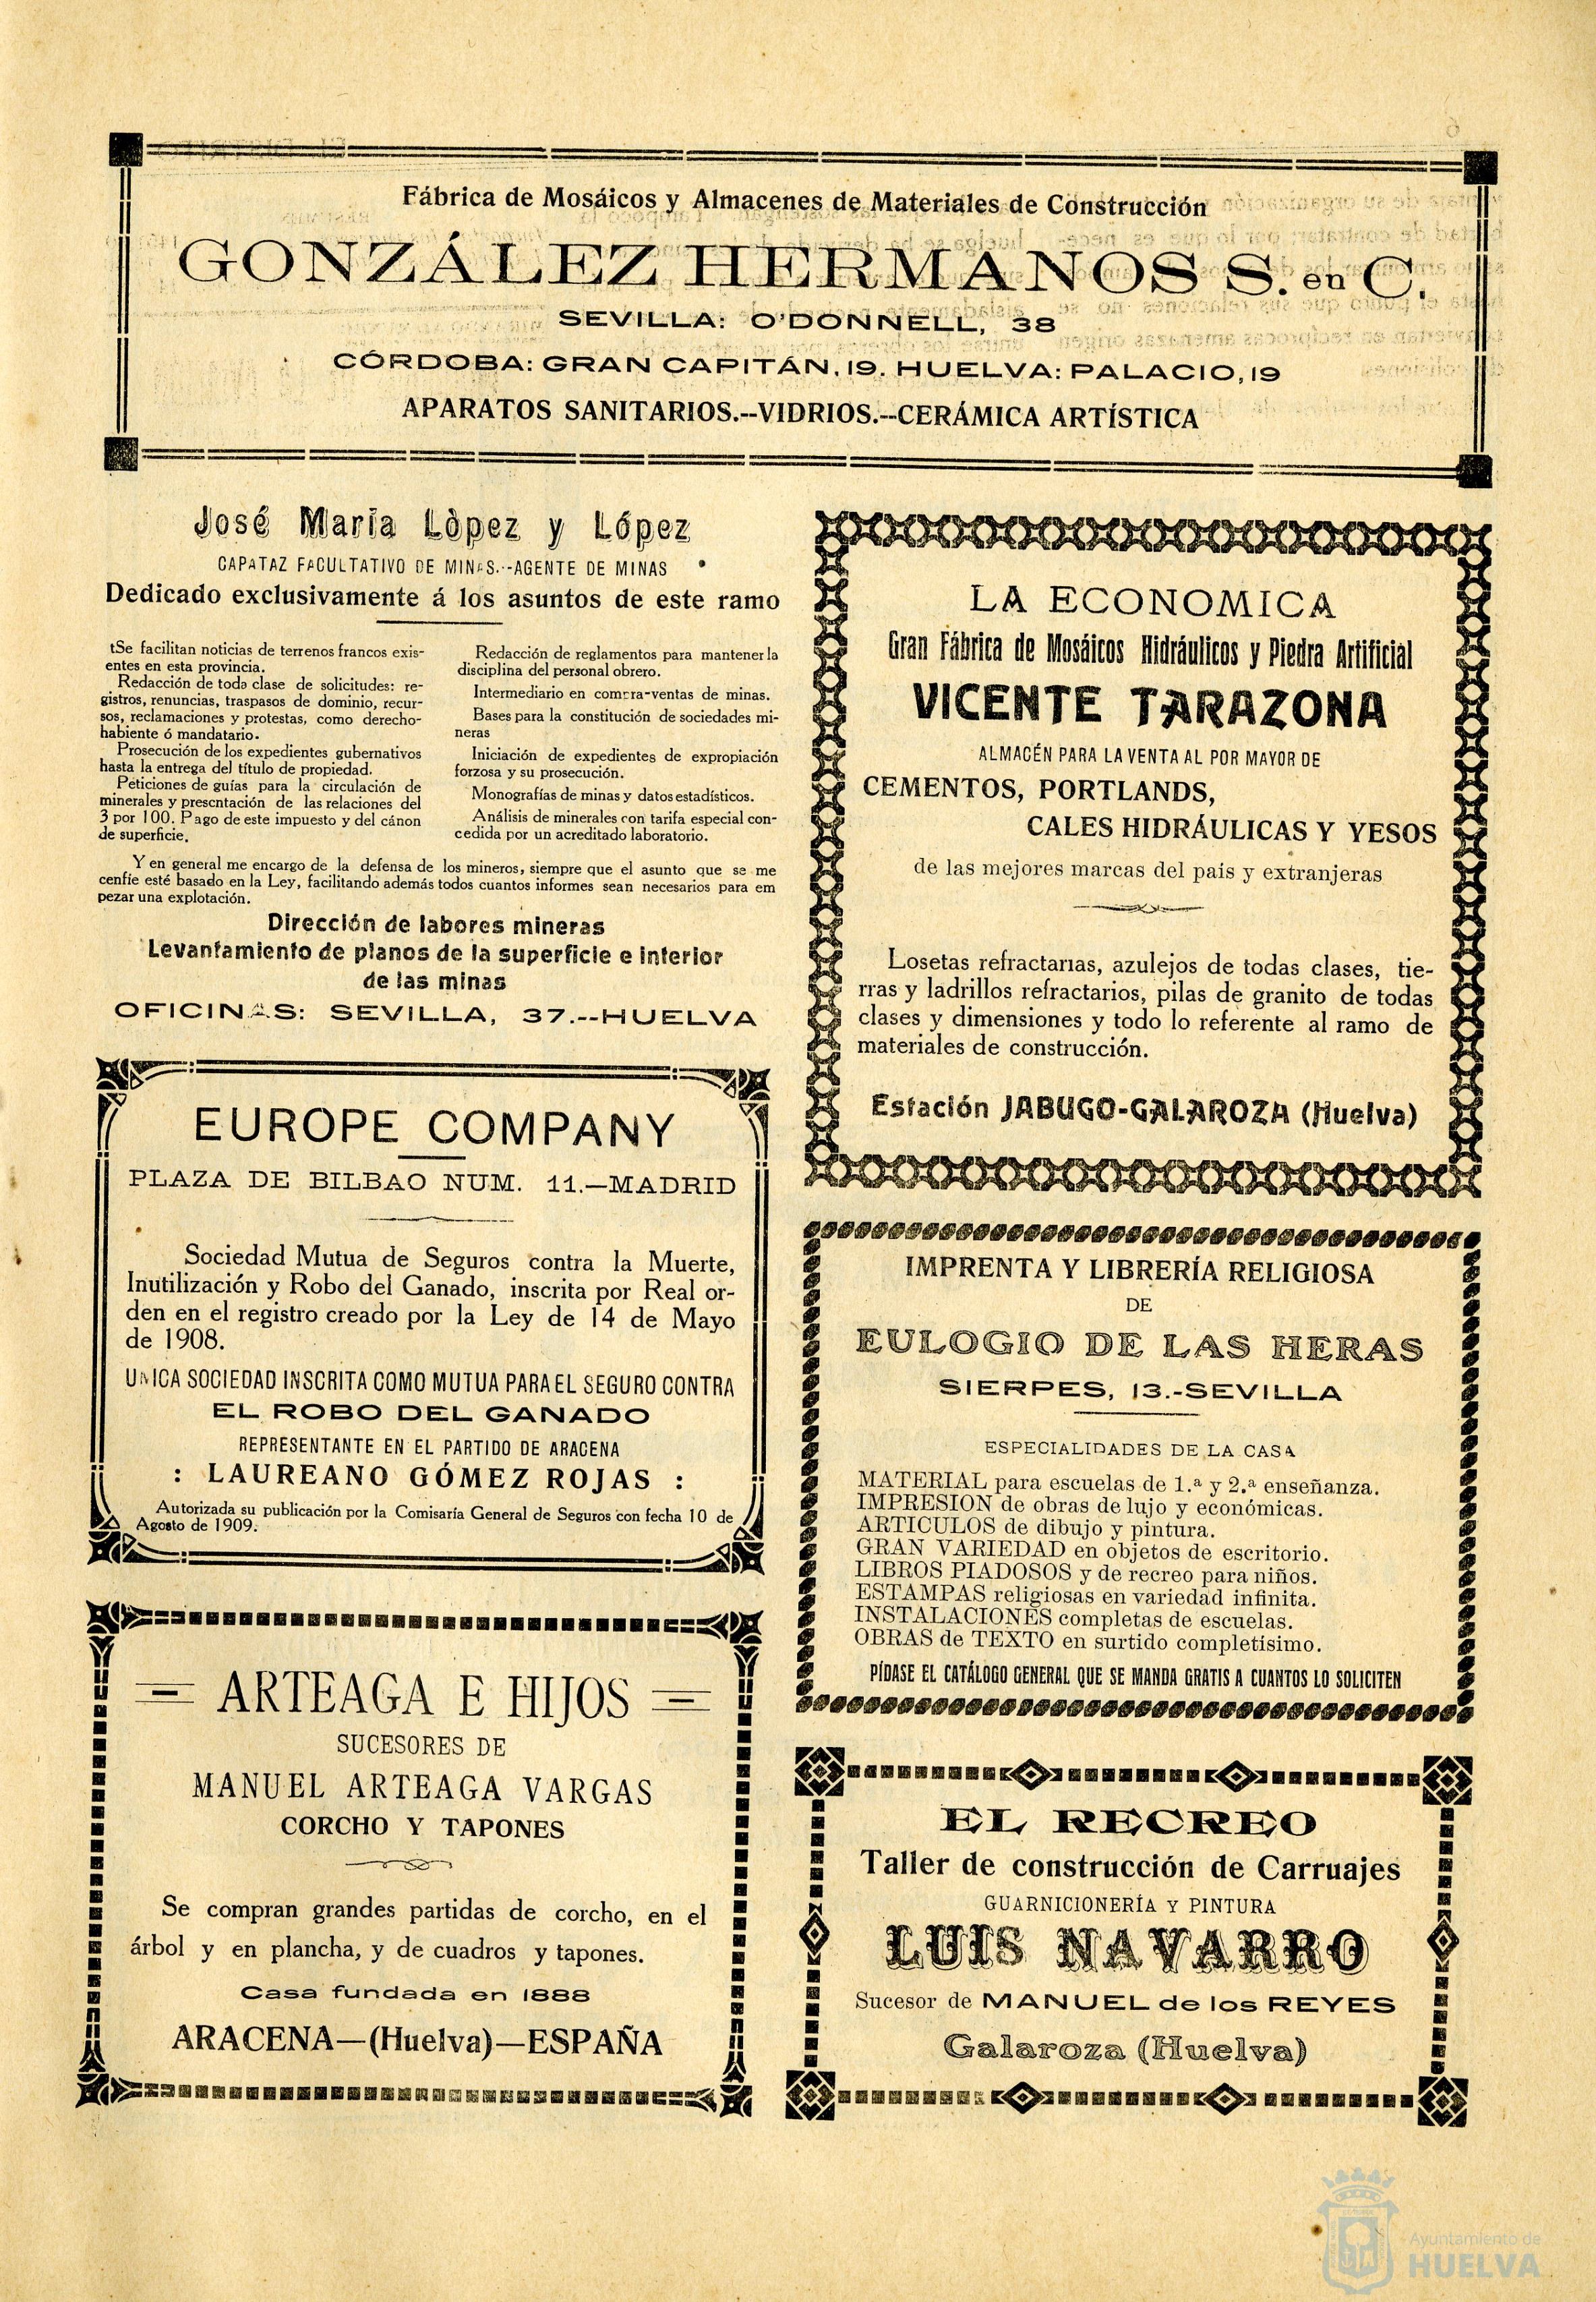 Fábrica de Mosáicos y Almacenes de Materiales de Construcción
GONZÁLEZ HERMANOS S. en C.
SEVILLA: O'DONNELL, 38
CÓRDOBA: GRAN CAPITÁN, 19. HUELVA: PALACIO, 19
APARATOS SANITARIOS.--VIDRIOS.--CERÁMICA ARTÍSTICA
José María Lòpez y López
CAPATAZ FACULTATIVO DE MINAS.--AGENTE DE MINAS
Dedicado exclusivamente á los asuntos de este ramo
tSe facilitan noticias de terrenos francos exis-
entes en esta provincia.
Redacción de toda clase de solicitudes: re-
gistros, renuncias, traspasos de dominio, recur-
sos, reclamaciones y protestas, como derecho-
habiente ó mandatario.
Prosecución de los expedientes gubernativos
hasta la entrega del título de propiedad.
Peticiones de guías para la circulación de
minerales y presentación de las relaciones del
3 por 100. Pago de este impuesto y del cánon
de superficie.
Redacción de reglamentos para mantener la
disciplina del personal obrero.
Intermediario en compra-ventas de minas.
Bases para la constitución de sociedades mi-
neras
Iniciación de expedientes de expropiación
forzosa y su prosecución.
Monografías de minas y datos estadísticos.
Análisis de minerales con tarifa especial con-
cedida por un acreditado laboratorio.
Y en general me encargo de la defensa de los mineros, siempre que el asunto que se me
cenfíe esté basado en la Ley, facilitando además todos cuantos informes sean necesarios para em
pezar una explotación.
Dirección de labores mineras
Levantamiento de planos de la superficie e interior
de las minas
OFICINAS: SEVILLA, 37.--HUELVA
LA ECONOMICA
Gran Fábrica de Mosáicos Hidráulicos y Piedra Artificial
VICENTE TARAZONA
ALMACÉN PARA LA VENTA AL POR MAYOR DE
CEMENTOS, PORTLANDS,
CALES HIDRÁULICAS Y YESOS
de las mejores marcas del país y extranjeras
Losetas refractarias, azulejos de todas clases, tie-
rras y ladrillos refractarios, pilas de granito de todas
clases y dimensiones y todo lo referente al ramo de
materiales de construcción.
Estación JABUGO-GALAROZA (Huelva)
EUROPE COMPANY
PLAZA DE BILBAO NUM. 11.—MADRID
Sociedad Mutua de Seguros contra la Muerte,
Inutilización y Robo del Ganado, inscrita por Real or-
den en el registro creado por la Ley de 14 de Mayo
de 1908.
UNICA SOCIEDAD INSCRITA COMO MUTUA PARA EL SEGURO CONTRA
EL ROBO DEL GANADO
REPRESENTANTE EN EL PARTIDO DE ARACENA
: LAUREANO GÓMEZ ROJAS :
Autorizada su publicación por la Comisaría General de Seguros con fecha 10 de
Agosto de 1909.
IMPRENTA Y LIBRERÍA RELIGIOSA
DE
EULOGIO DE LAS HERAS
SIERPES, 13.-SEVILLA
ESPECIALIDADES DE LA CASA
MATERIAL para escuelas de 1.ª y 2.ª enseñanza.
IMPRESION de obras de lujo y económicas.
ARTICULOS de dibujo y pintura.
GRAN VARIEDAD en objetos de escritorio.
LIBROS PIADOSOS y de recreo para niños.
ESTAMPAS religiosas en variedad infinita.
INSTALACIONES completas de escuelas.
OBRAS de TEXTO en surtido completísimo.
PÍDASE EL CATÁLOGO GENERAL QUE SE MANDA GRATIS A CUANTOS LO SOLICITEN
ARTEAGA E HIJOS
SUCESORES DE
MANUEL ARTEAGA VARGAS
CORCHO Y TAPONES
Se compran grandes partidas de corcho, en el
árbol y en plancha, y de cuadros y tapones.
Casa fundada en 1888
ARACENA—(Huelva)—ESPAÑA
EL RECREO
Taller de construcción de Carruajes
GUARNICIONERÍA Y PINTURA
LUIS NAVARRO
Sucesor de MANUEL de los REYES
Galaroza (Huelva)
Ayuntamiento de
HUELVA